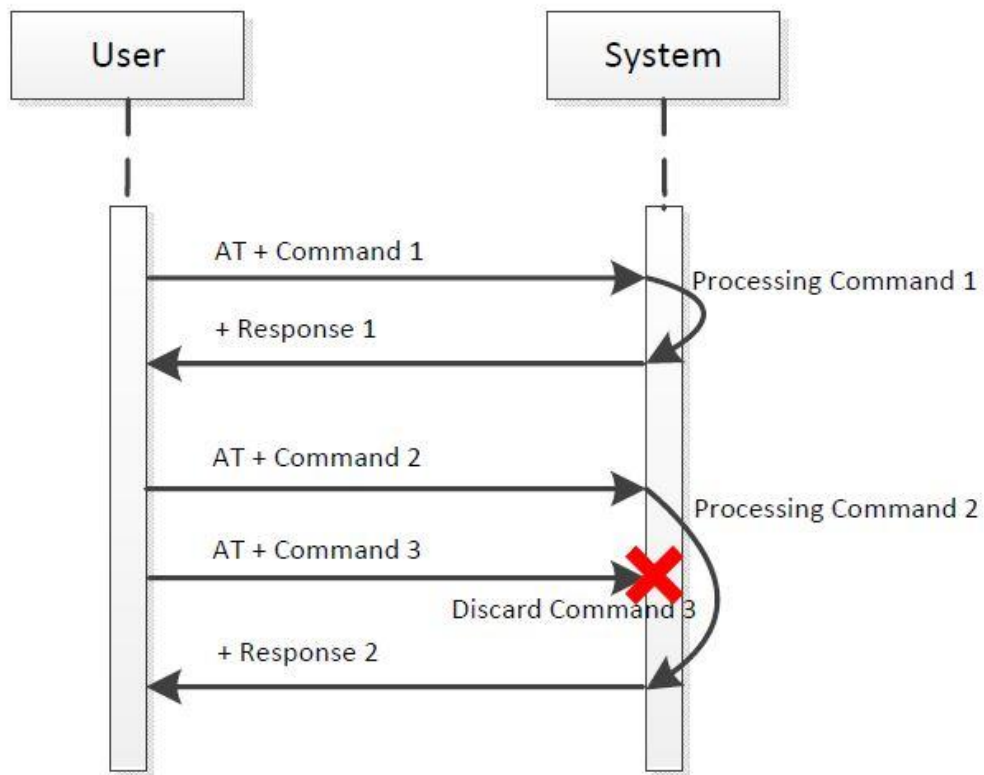 User
System
AT + Command 1
Processing Command 1
+ Response 1
AT + Command 2
Processing Command 2
AT + Command 3
Discard Command 3
+ Response 2